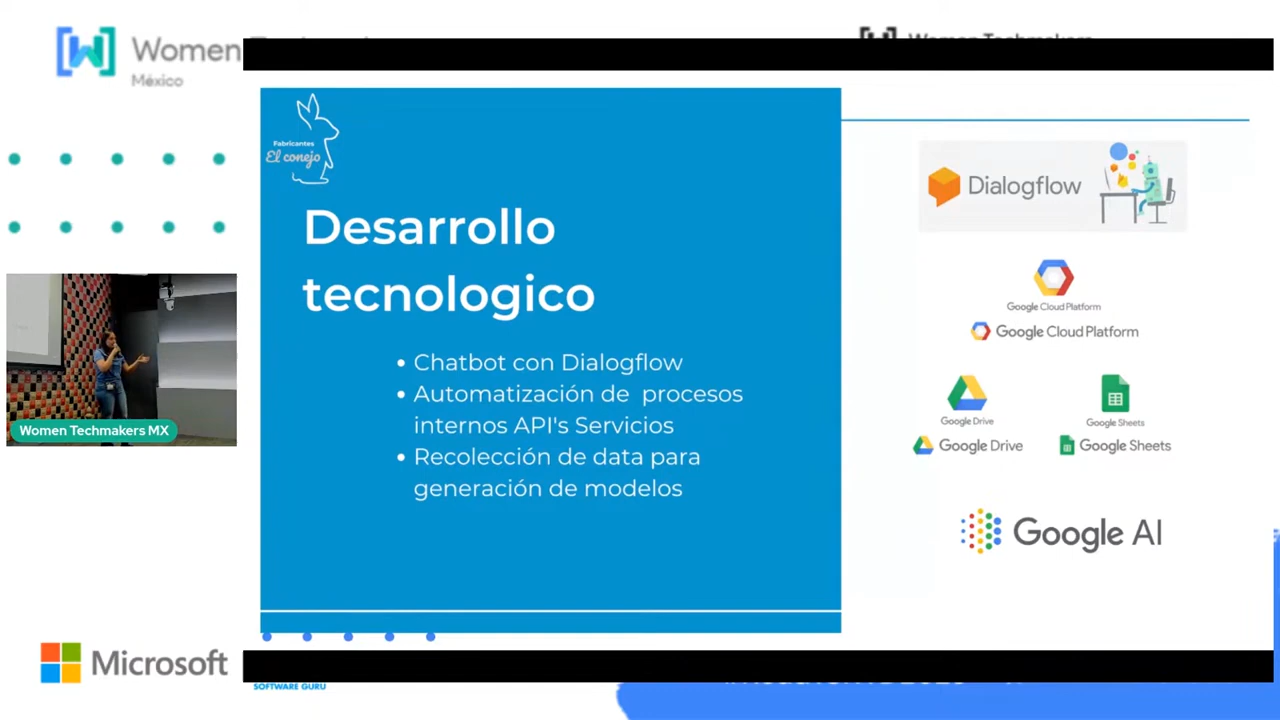 Women
México
Fabricantes
El conejo
Desarrollo
tecnologico
• Chatbot con Dialogflow
• Automatización de procesos
internos API's Servicios
• Recolección de data para
generación de modelos
Dialogflow
Google Cloud Platform
Google Cloud Platform
Google Drive
Google Sheets
Google Drive
Google Sheets
Google AI
Women Techmakers MX
Microsoft
SOFTWARE GURU